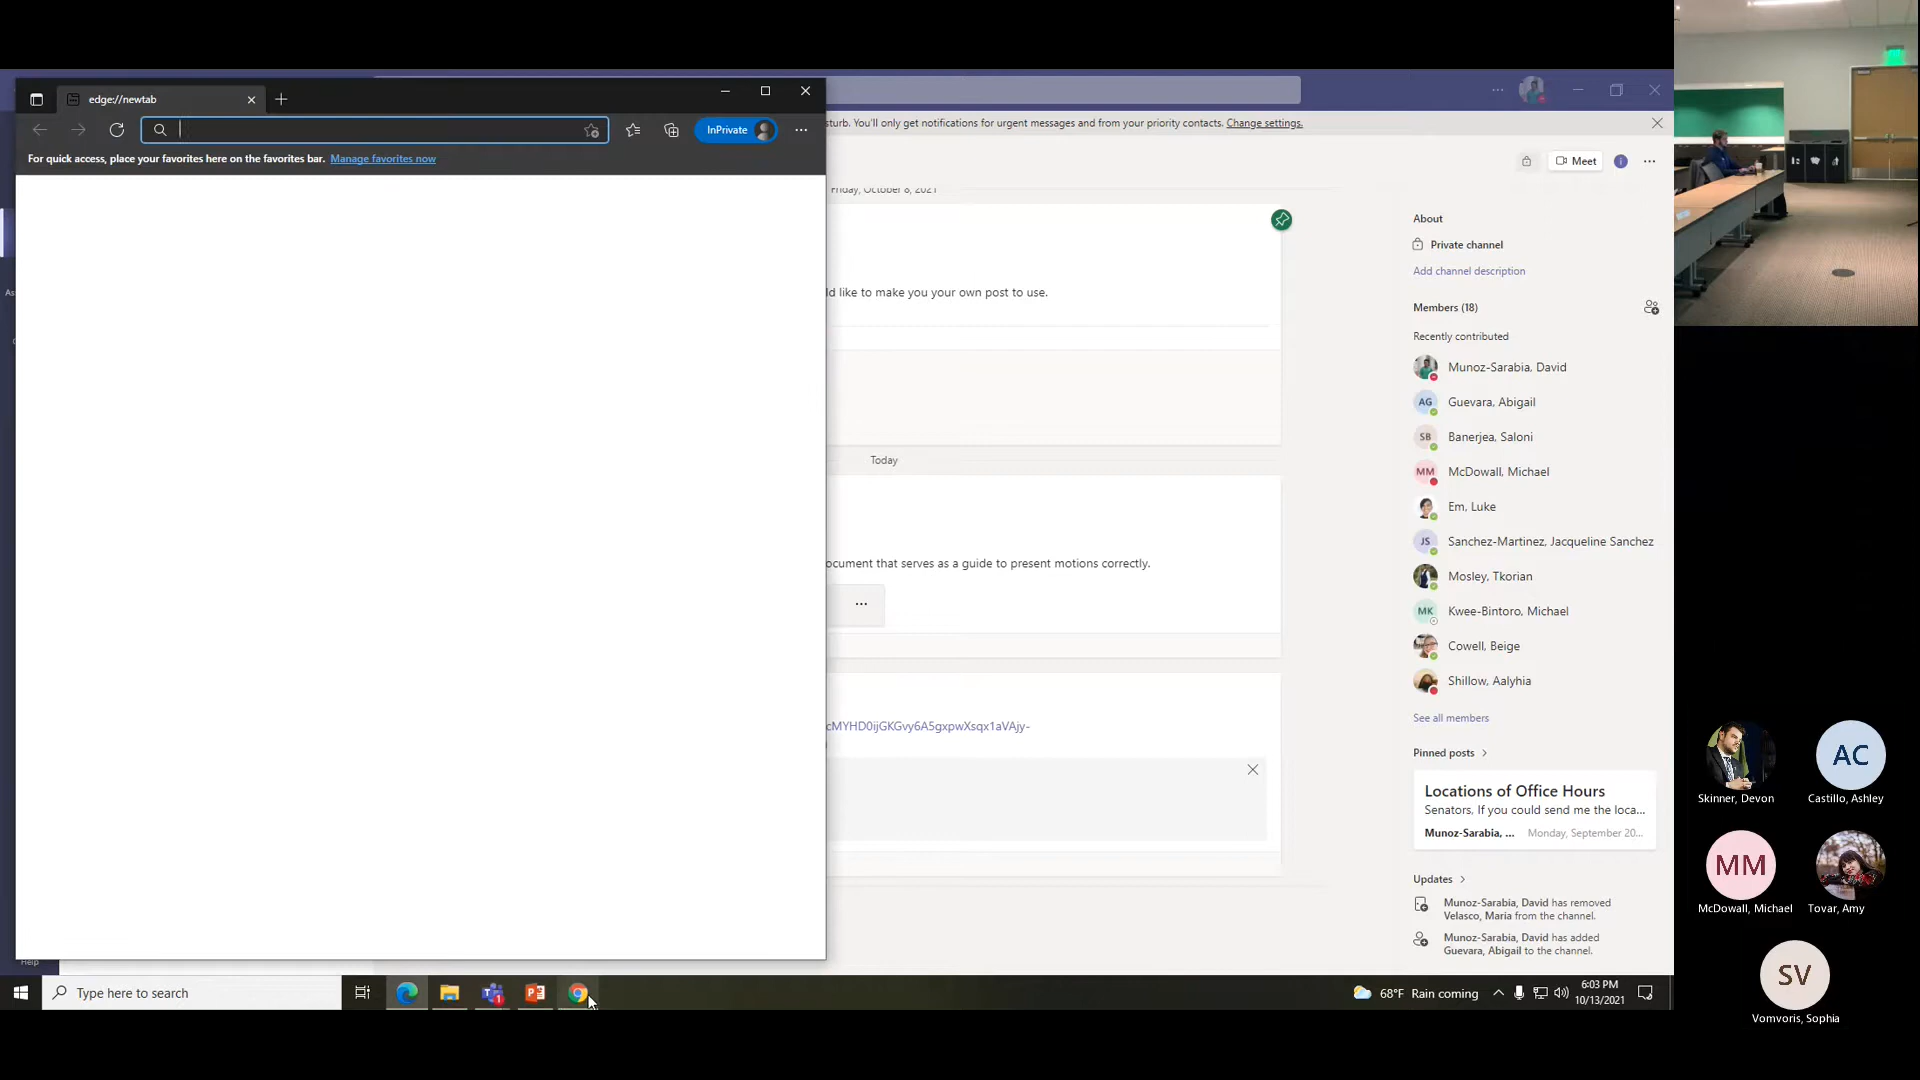 edge://newtab
InPrivate
For quick access, place your favorites here on the favorites bar. Manage favorites now
sturb. You'll only get notifications for urgent messages and from your priority contacts. Change settings.
Meet
Friday, October 8, 2021
ld like to make you your own post to use.
Today
ocument that serves as a guide to present motions correctly.
cMYHD0ijGKGvy6A5gxpwXsqx1aVAjy-
About
Private channel
Add channel description
Members (18)
Recently contributed
Munoz-Sarabia, David
AG Guevara, Abigail
SB Banerjea, Saloni
MM McDowall, Michael
Em, Luke
JS Sanchez-Martinez, Jacqueline Sanchez
Mosley, Tkorian
MK Kwee-Bintoro, Michael
Cowell, Beige
Shillow, Aalyhia
See all members
Pinned posts
Locations of Office Hours
Senators, If you could send me the loca...
Munoz-Sarabia, ... Monday, September 20...
Updates
Munoz-Sarabia, David has removed
Velasco, Maria from the channel.
Munoz-Sarabia, David has added
Guevara, Abigail to the channel.
Help
Type here to search
68°F Rain coming
6:03 PM
10/13/2021
Skinner, Devon
AC
Castillo, Ashley
MM
McDowall, Michael
Tovar, Amy
SV
Vomvoris, Sophia